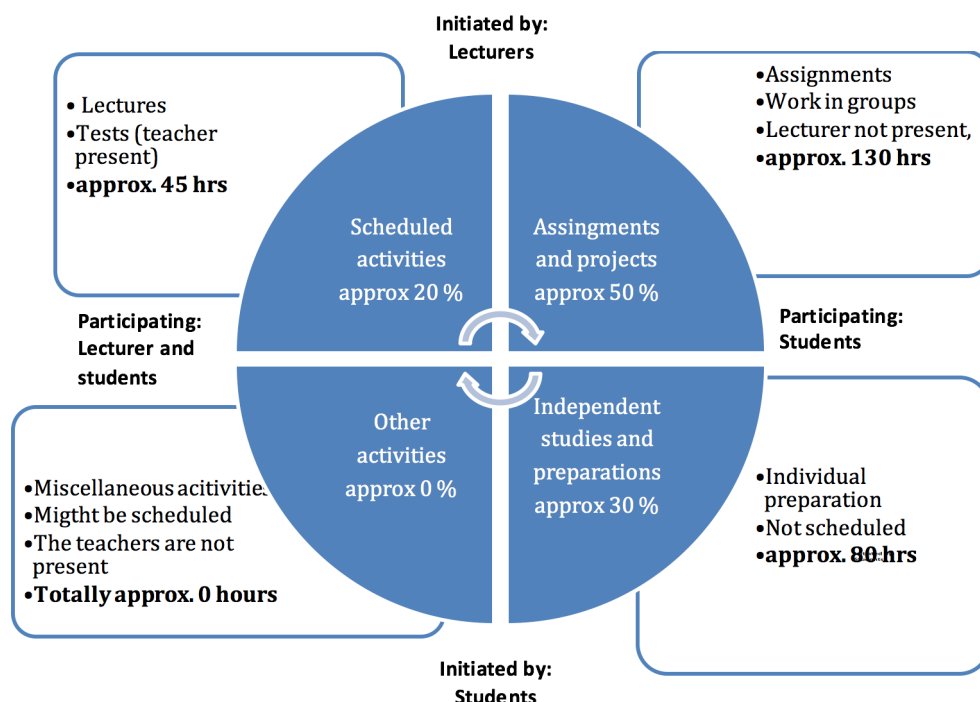 Initiated by:
Lecturers
• Lectures
•Tests (teacher
present)
•approx. 45 hrs
•Assignments
•Work in groups
•Lecturer not present,
•approx. 130 hrs
Scheduled
activities
approx 20 %
Assingments
and projects
approx 50 %
Participating:
Lecturer and
students
Participating:
Students
Other
activities
approx 0 %
Independent
studies and
preparations
approx 30 %
•Miscellaneous
•Migtht be scheduled
•The teachers are not
present
•Totally approx. 0 hours
•Individual
preparation
•Not scheduled
•approx. 80 hrs
Initiated by:
Students